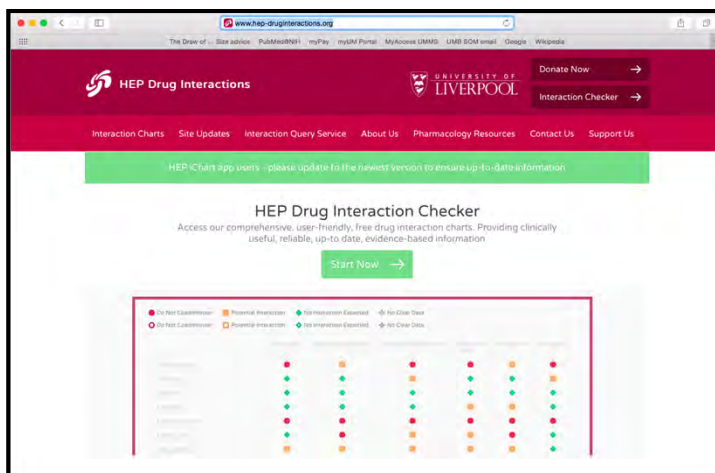 www.hep-druginteractions.org
The Draw of ... Size advice PubMed@NIH myPay myUM Portal MyAccess UMMS UMB SOM email Google Wikipedia
HEP Drug Interactions
UNIVERSITY OF
LIVERPOOL
Donate Now
Interaction Checker
Interaction Charts Site Updates Interaction Query Service About Us Pharmacology Resources Contact Us Support Us
HEP iChart app users - please update to the newest version to ensure up-to-date information
HEP Drug Interaction Checker
Access our comprehensive, user-friendly, free drug interaction charts. Providing clinically
useful, reliable, up-to date, evidence-based information
Start Now
Do Not Coadminister Potential Interaction No Interaction Expected No Clear Data
Do Not Coadminister Potential Interaction No Interaction Expected No Clear Data